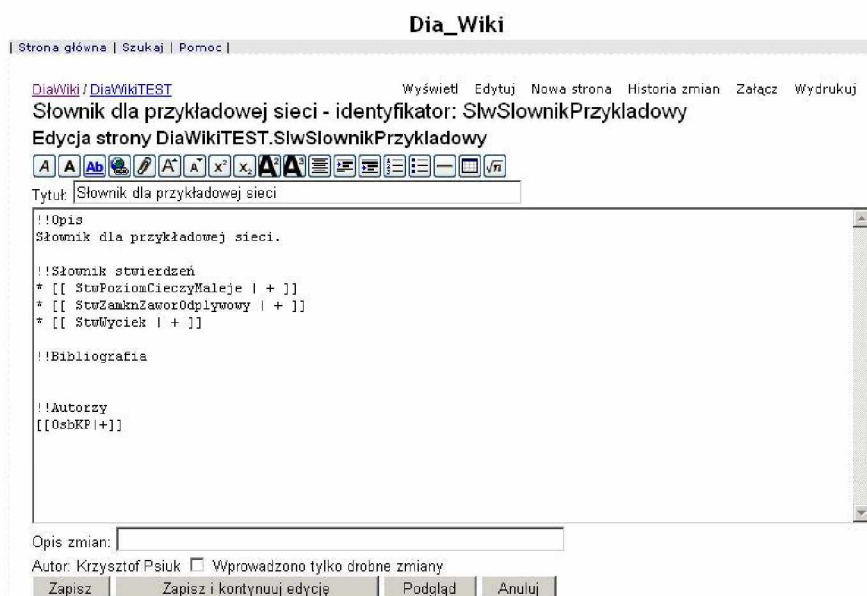 Dia_Wiki
| Strona główna | Szukaj | Pomoc |
DiaWiki / DiaWikiTEST Wyświetl Edytuj Nowa strona Historia zmian Załącz Wydrukuj
Słownik dla przykładowej sieci - identyfikator: SlwSlownikPrzykladowy
Edycja strony DiaWikiTEST.SlwSlownikPrzykladowy
Tytuł: Słownik dla przykładowej sieci
!!Opis
Słownik dla przykładowej sieci.
!!Słownik stwierdzeń
* [[ StwPoziomCieczyMaleje | + ]]
* [[ StwZamknZaworOdplywowy | + ]]
* [[ StwWyciek | + ]]
!!Bibliografia
!!Autorzy
[[OsbKP|+]]
Opis zmian:
Autor: Krzysztof Psiuk Wprowadzono tylko drobne zmiany
Zapisz Zapisz i kontynuuj edycję Podgląd Anuluj